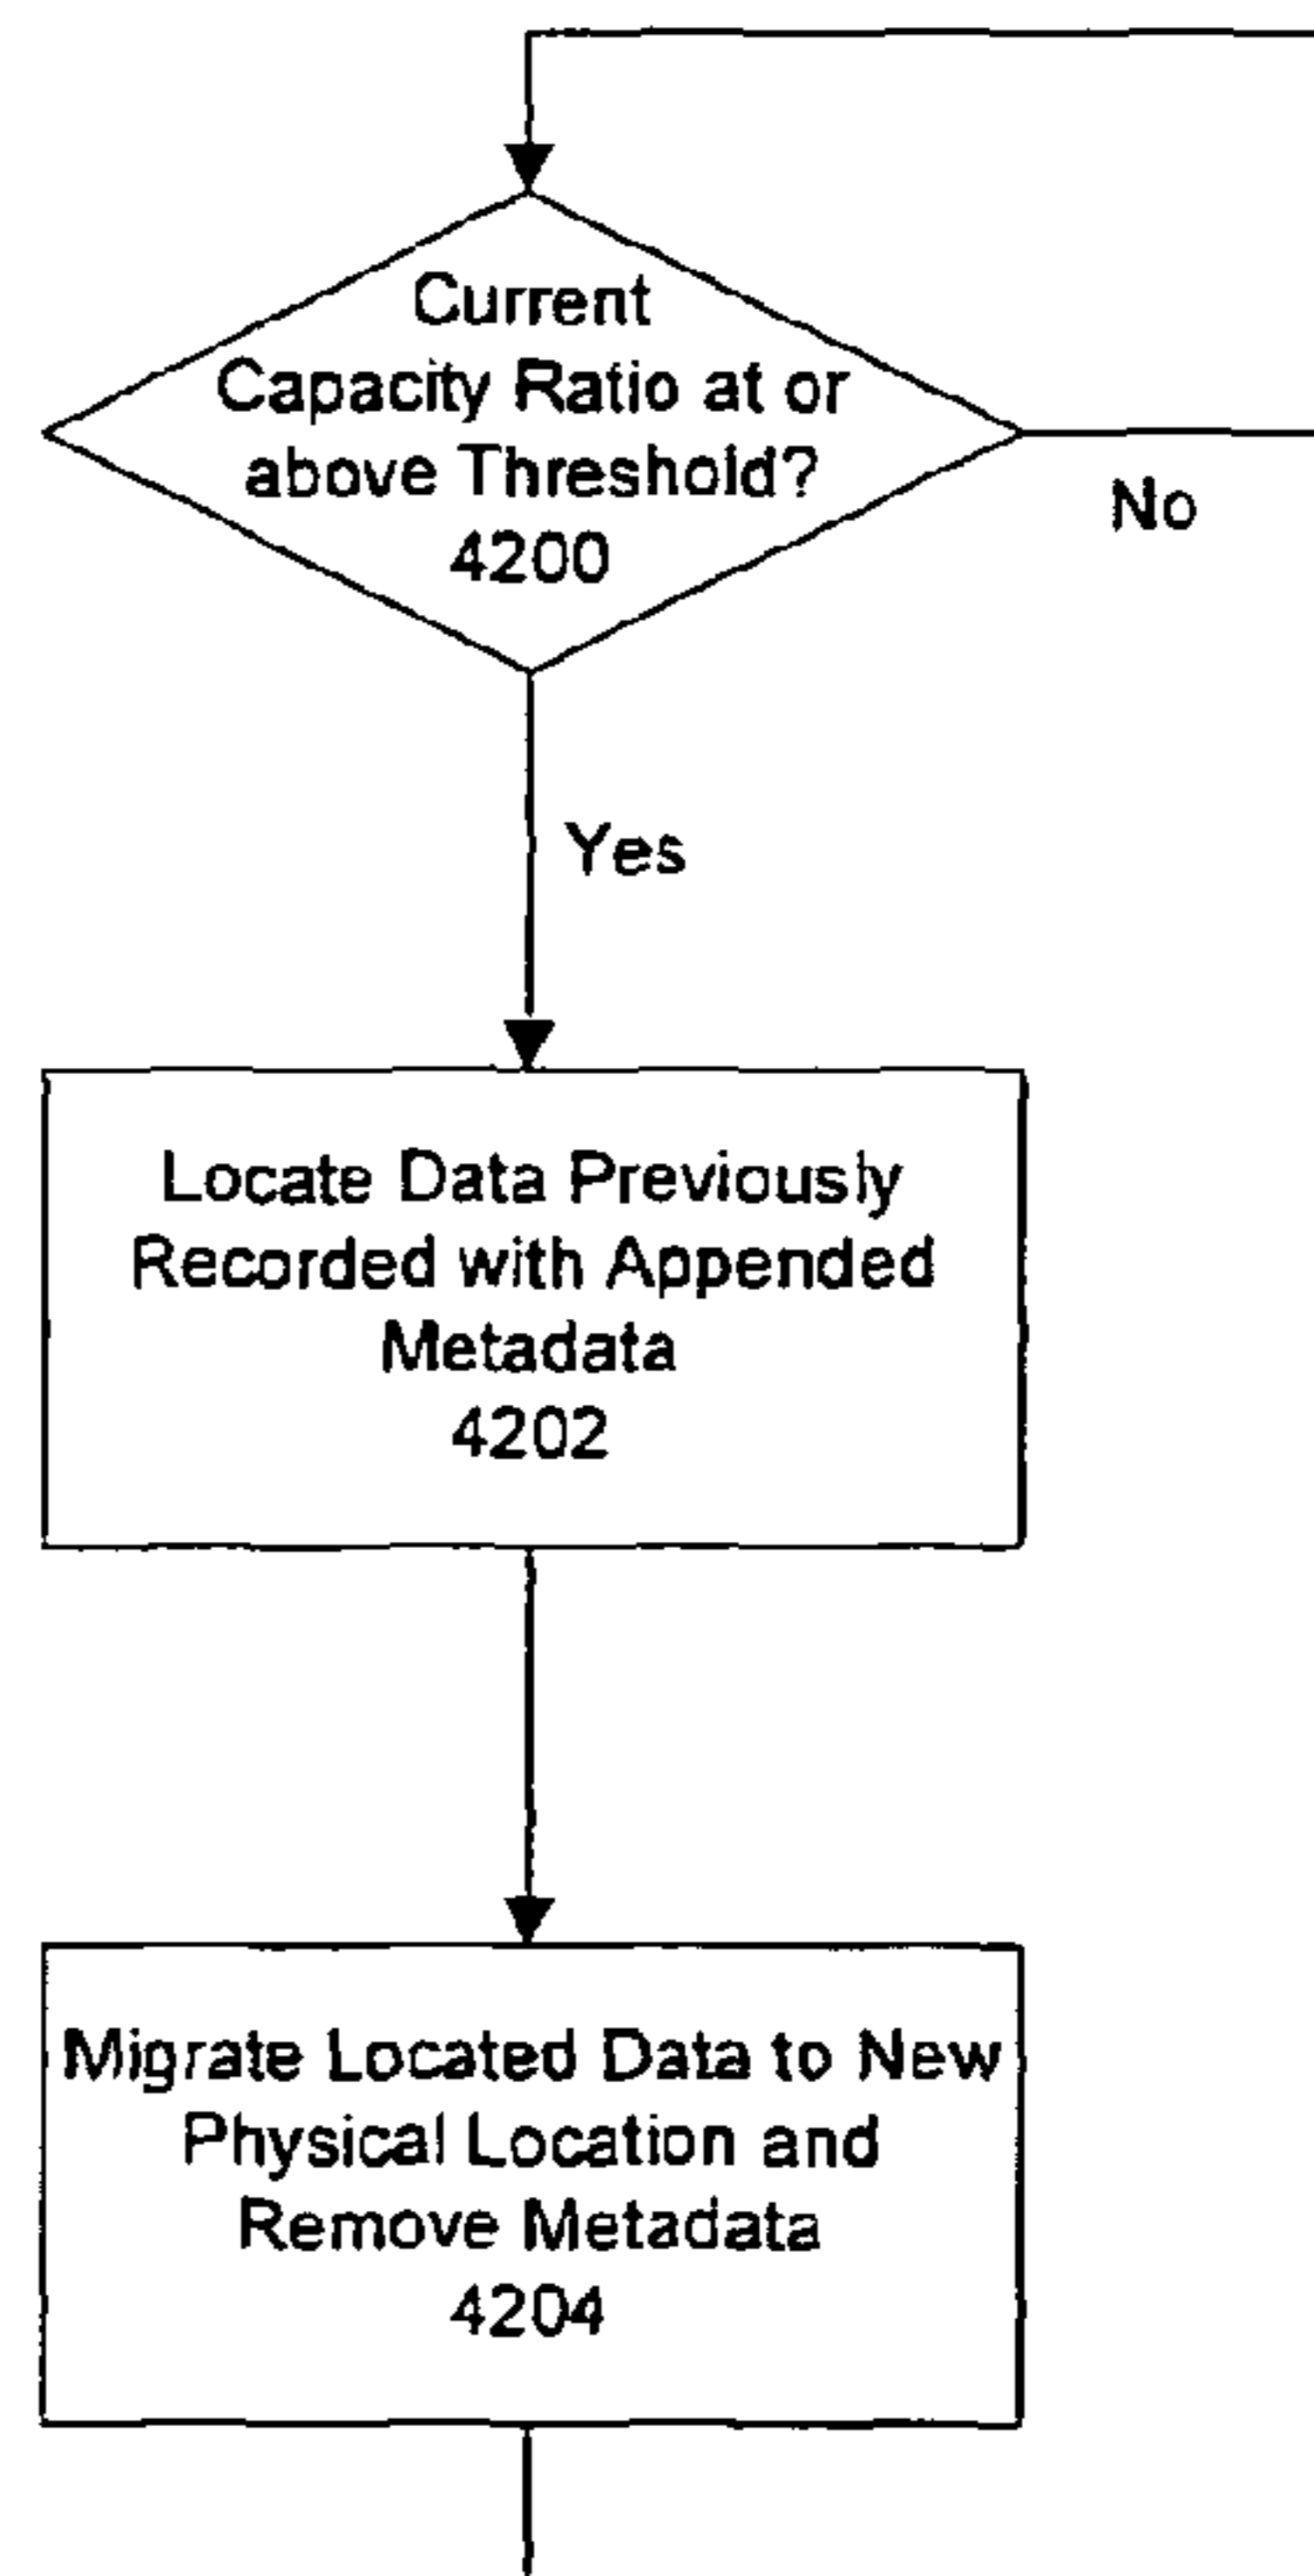 Current
Capacity Ratio at or
above Threshold?
4200
No
Yes
Locate Data Previously
Recorded with Appended
Metadata
4202
Migrate Located Data to New
Physical Location and
Remove Metadata
4204